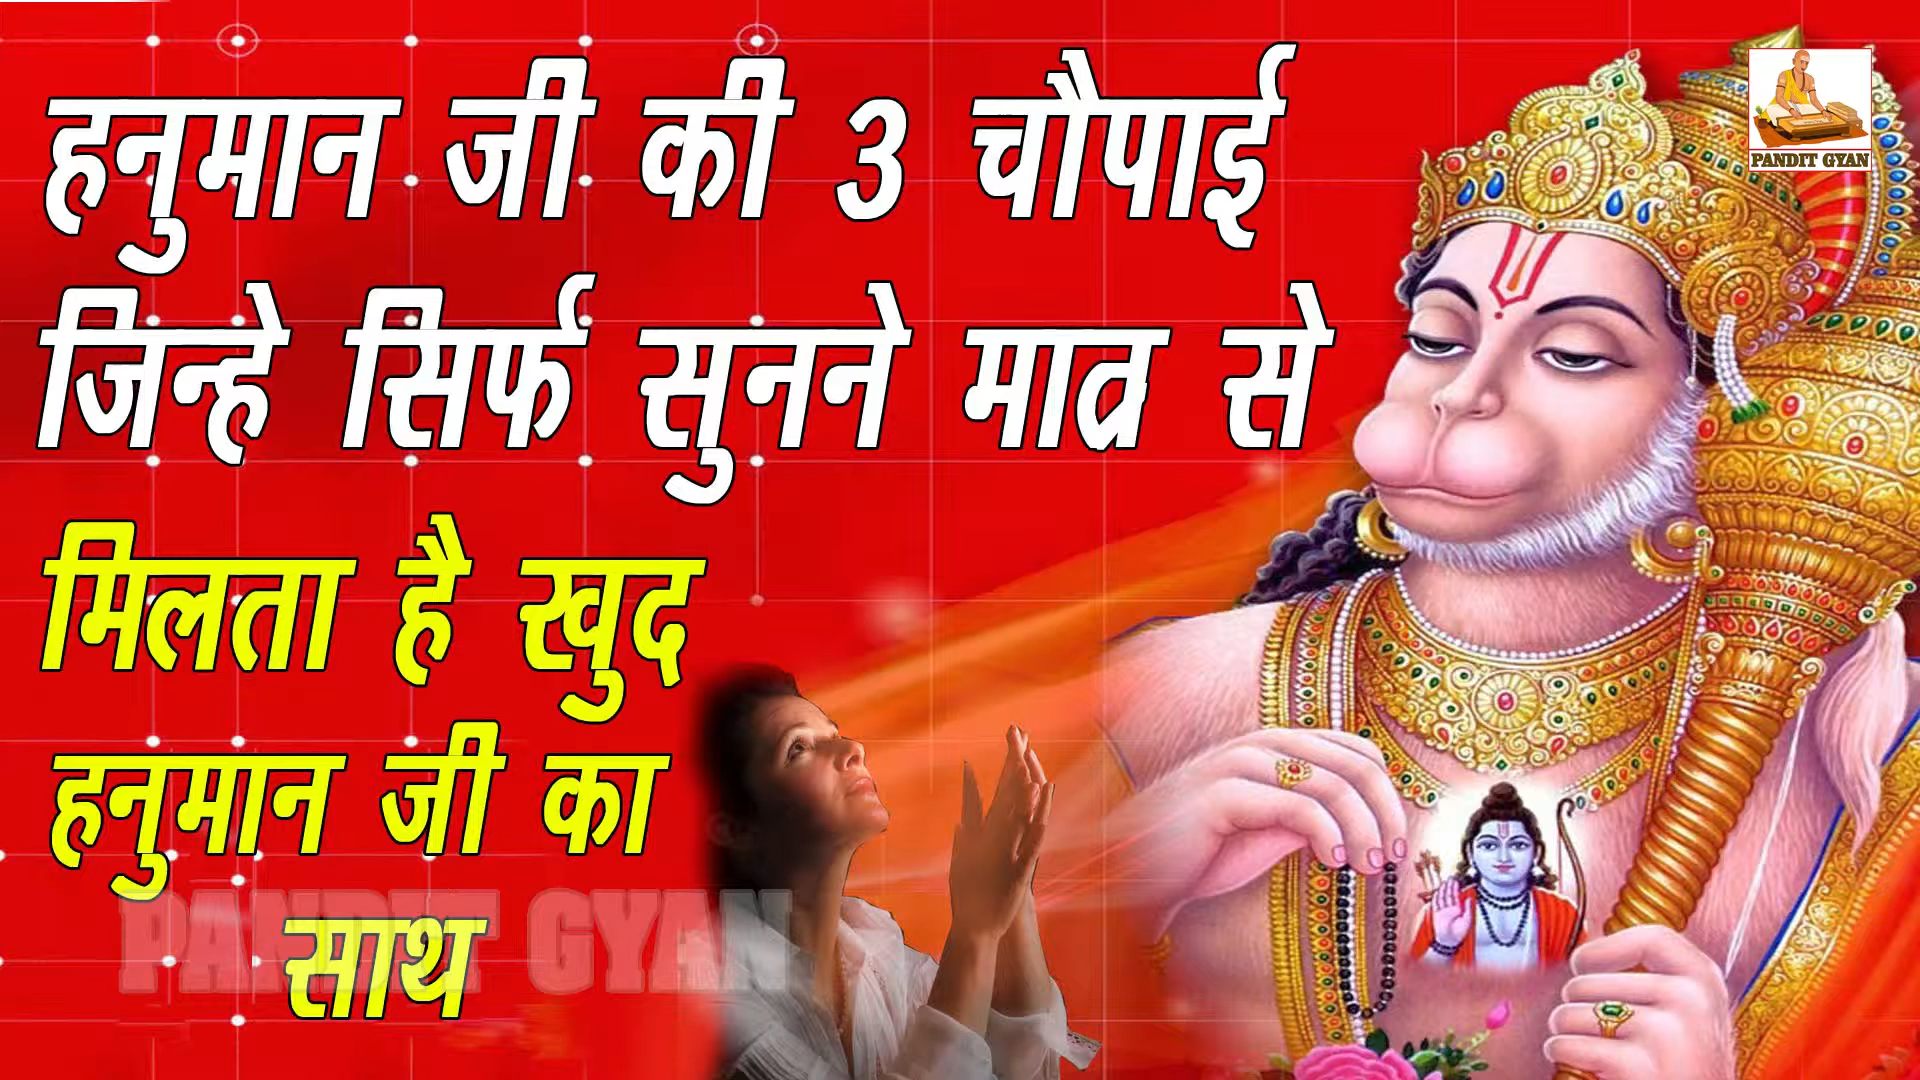 हनुमान जी की 3 चौपाई
जिन्हे सिर्फ सुनने मात्र से
मिलता है खुद
हनुमान जी का
साथ
PANDIT GYAN
PANDIT GYAN